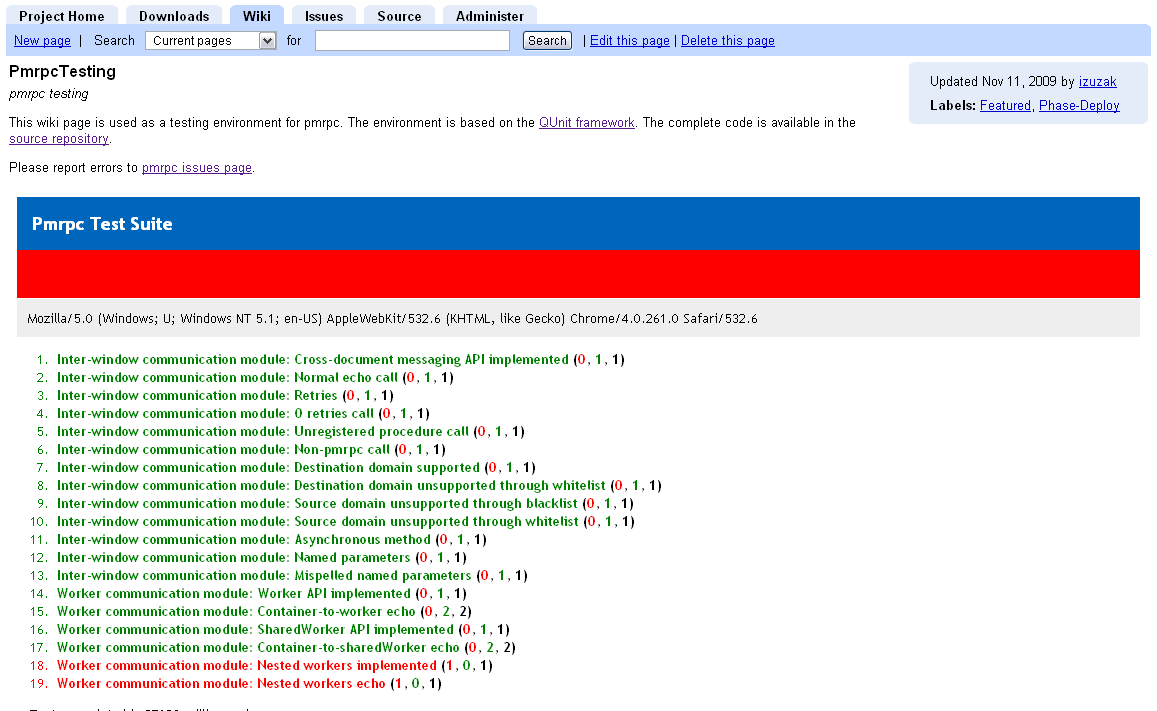 Project Home Downloads Wiki Issues Source Administer
New page | Search Current pages for Search | Edit this page | Delete this page
PmrpcTesting
pmrpc testing
Updated Nov 11, 2009 by izuzak
Labels: Featured, Phase-Deploy
This wiki page is used as a testing environment for pmrpc. The environment is based on the QUnit framework. The complete code is available in the
source repository.
Please report errors to pmrpc issues page.
Pmrpc Test Suite
Mozilla/5.0 (Windows; U; Windows NT 5.1; en-US) AppleWebKit/532.6 (KHTML, like Gecko) Chrome/4.0.261.0 Safari/532.6
1. Inter-window communication module: Cross-document messaging API implemented (0, 1, 1)
2. Inter-window communication module: Normal echo call (0, 1, 1)
3. Inter-window communication module: Retries (0, 1, 1)
4. Inter-window communication module: 0 retries call (0, 1, 1)
5. Inter-window communication module: Unregistered procedure call (0, 1, 1)
6. Inter-window communication module: Non-pmrpc call (0, 1, 1)
7. Inter-window communication module: Destination domain supported (0, 1, 1)
8. Inter-window communication module: Destination domain unsupported through whitelist (0, 1, 1)
9. Inter-window communication module: Source domain unsupported through blacklist (0, 1, 1)
10. Inter-window communication module: Source domain unsupported through whitelist (0, 1, 1)
11. Inter-window communication module: Asynchronous method (0, 1, 1)
12. Inter-window communication module: Named parameters (0, 1, 1)
13. Inter-window communication module: Mispelled named parameters (0, 1, 1)
14. Worker communication module: Worker API implemented (0, 1, 1)
15. Worker communication module: Container-to-worker echo (0, 2, 2)
16. Worker communication module: SharedWorker API implemented (0, 1, 1)
17. Worker communication module: Container-to-sharedWorker echo (0, 2, 2)
18. Worker communication module: Nested workers implemented (1, 0, 1)
19. Worker communication module: Nested workers echo (1, 0, 1)